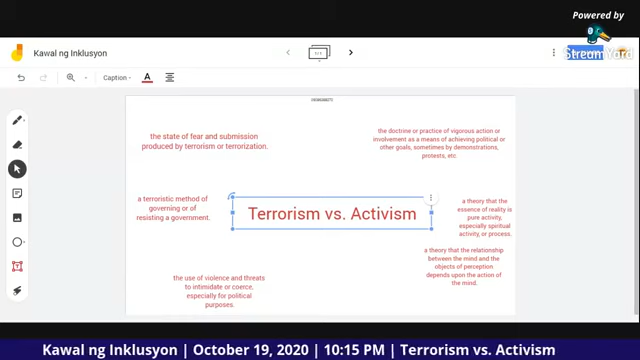 Powered by
StreamYard
Kawal ng Inklusyon
1 / 1
Caption
A
the state of fear and submission
produced by terrorism or terrorization.
the doctrine or practice of vigorous action or
involvement as a means of achieving political or
other goals, sometimes by demonstrations,
protests, etc.
a terroristic method of
governing or of
resisting a government.
Terrorism vs. Activism
a theory that the
essence of reality is
pure activity,
especially spiritual
activity, or process.
a theory that the relationship
between the mind and the
objects of perception
depends upon the action of
the mind.
the use of violence and threats
to intimidate or coerce,
especially for political
purposes.
Kawal ng Inklusyon | October 19, 2020 | 10:15 PM | Terrorism vs. Activism